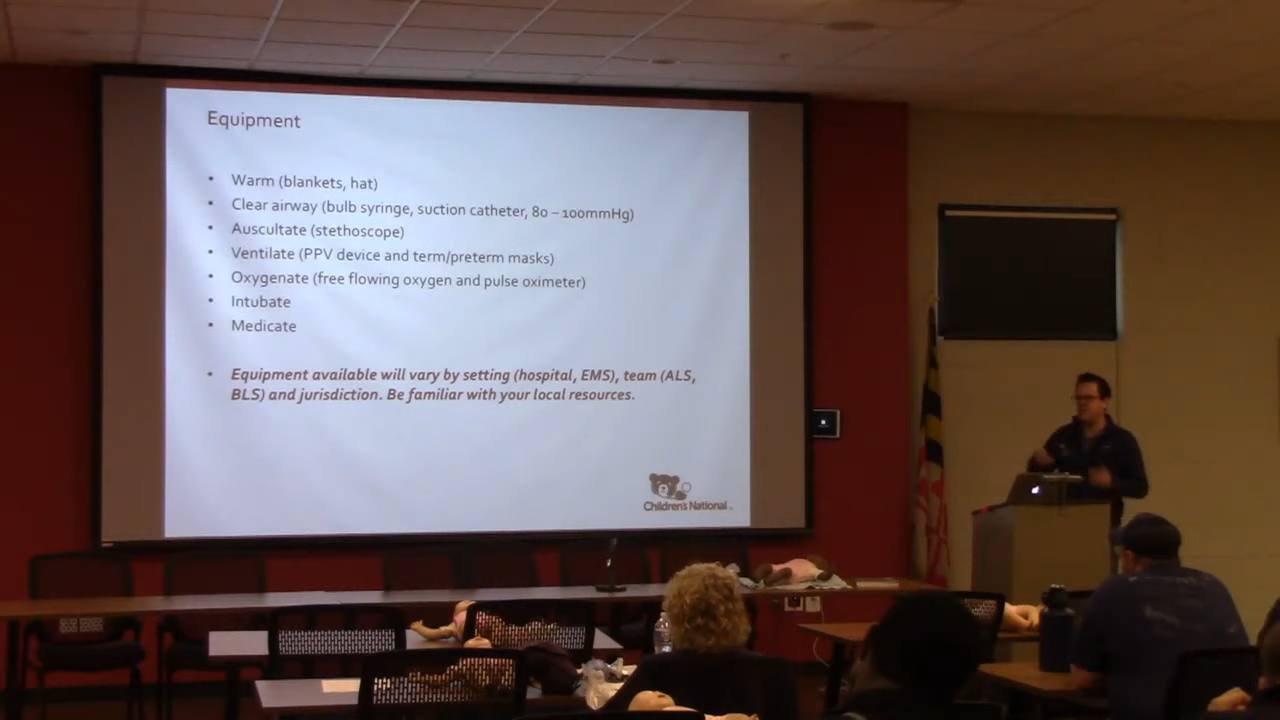 Equipment
• Warm (blankets, hat)
• Clear airway (bulb syringe, suction catheter, 80 – 100mmHg)
• Auscultate (stethoscope)
• Ventilate (PPV device and term/preterm masks)
• Oxygenate (free flowing oxygen and pulse oximeter)
• Intubate
• Medicate
• Equipment available will vary by setting (hospital, EMS), team (ALS,
BLS) and jurisdiction. Be familiar with your local resources.
Children's National